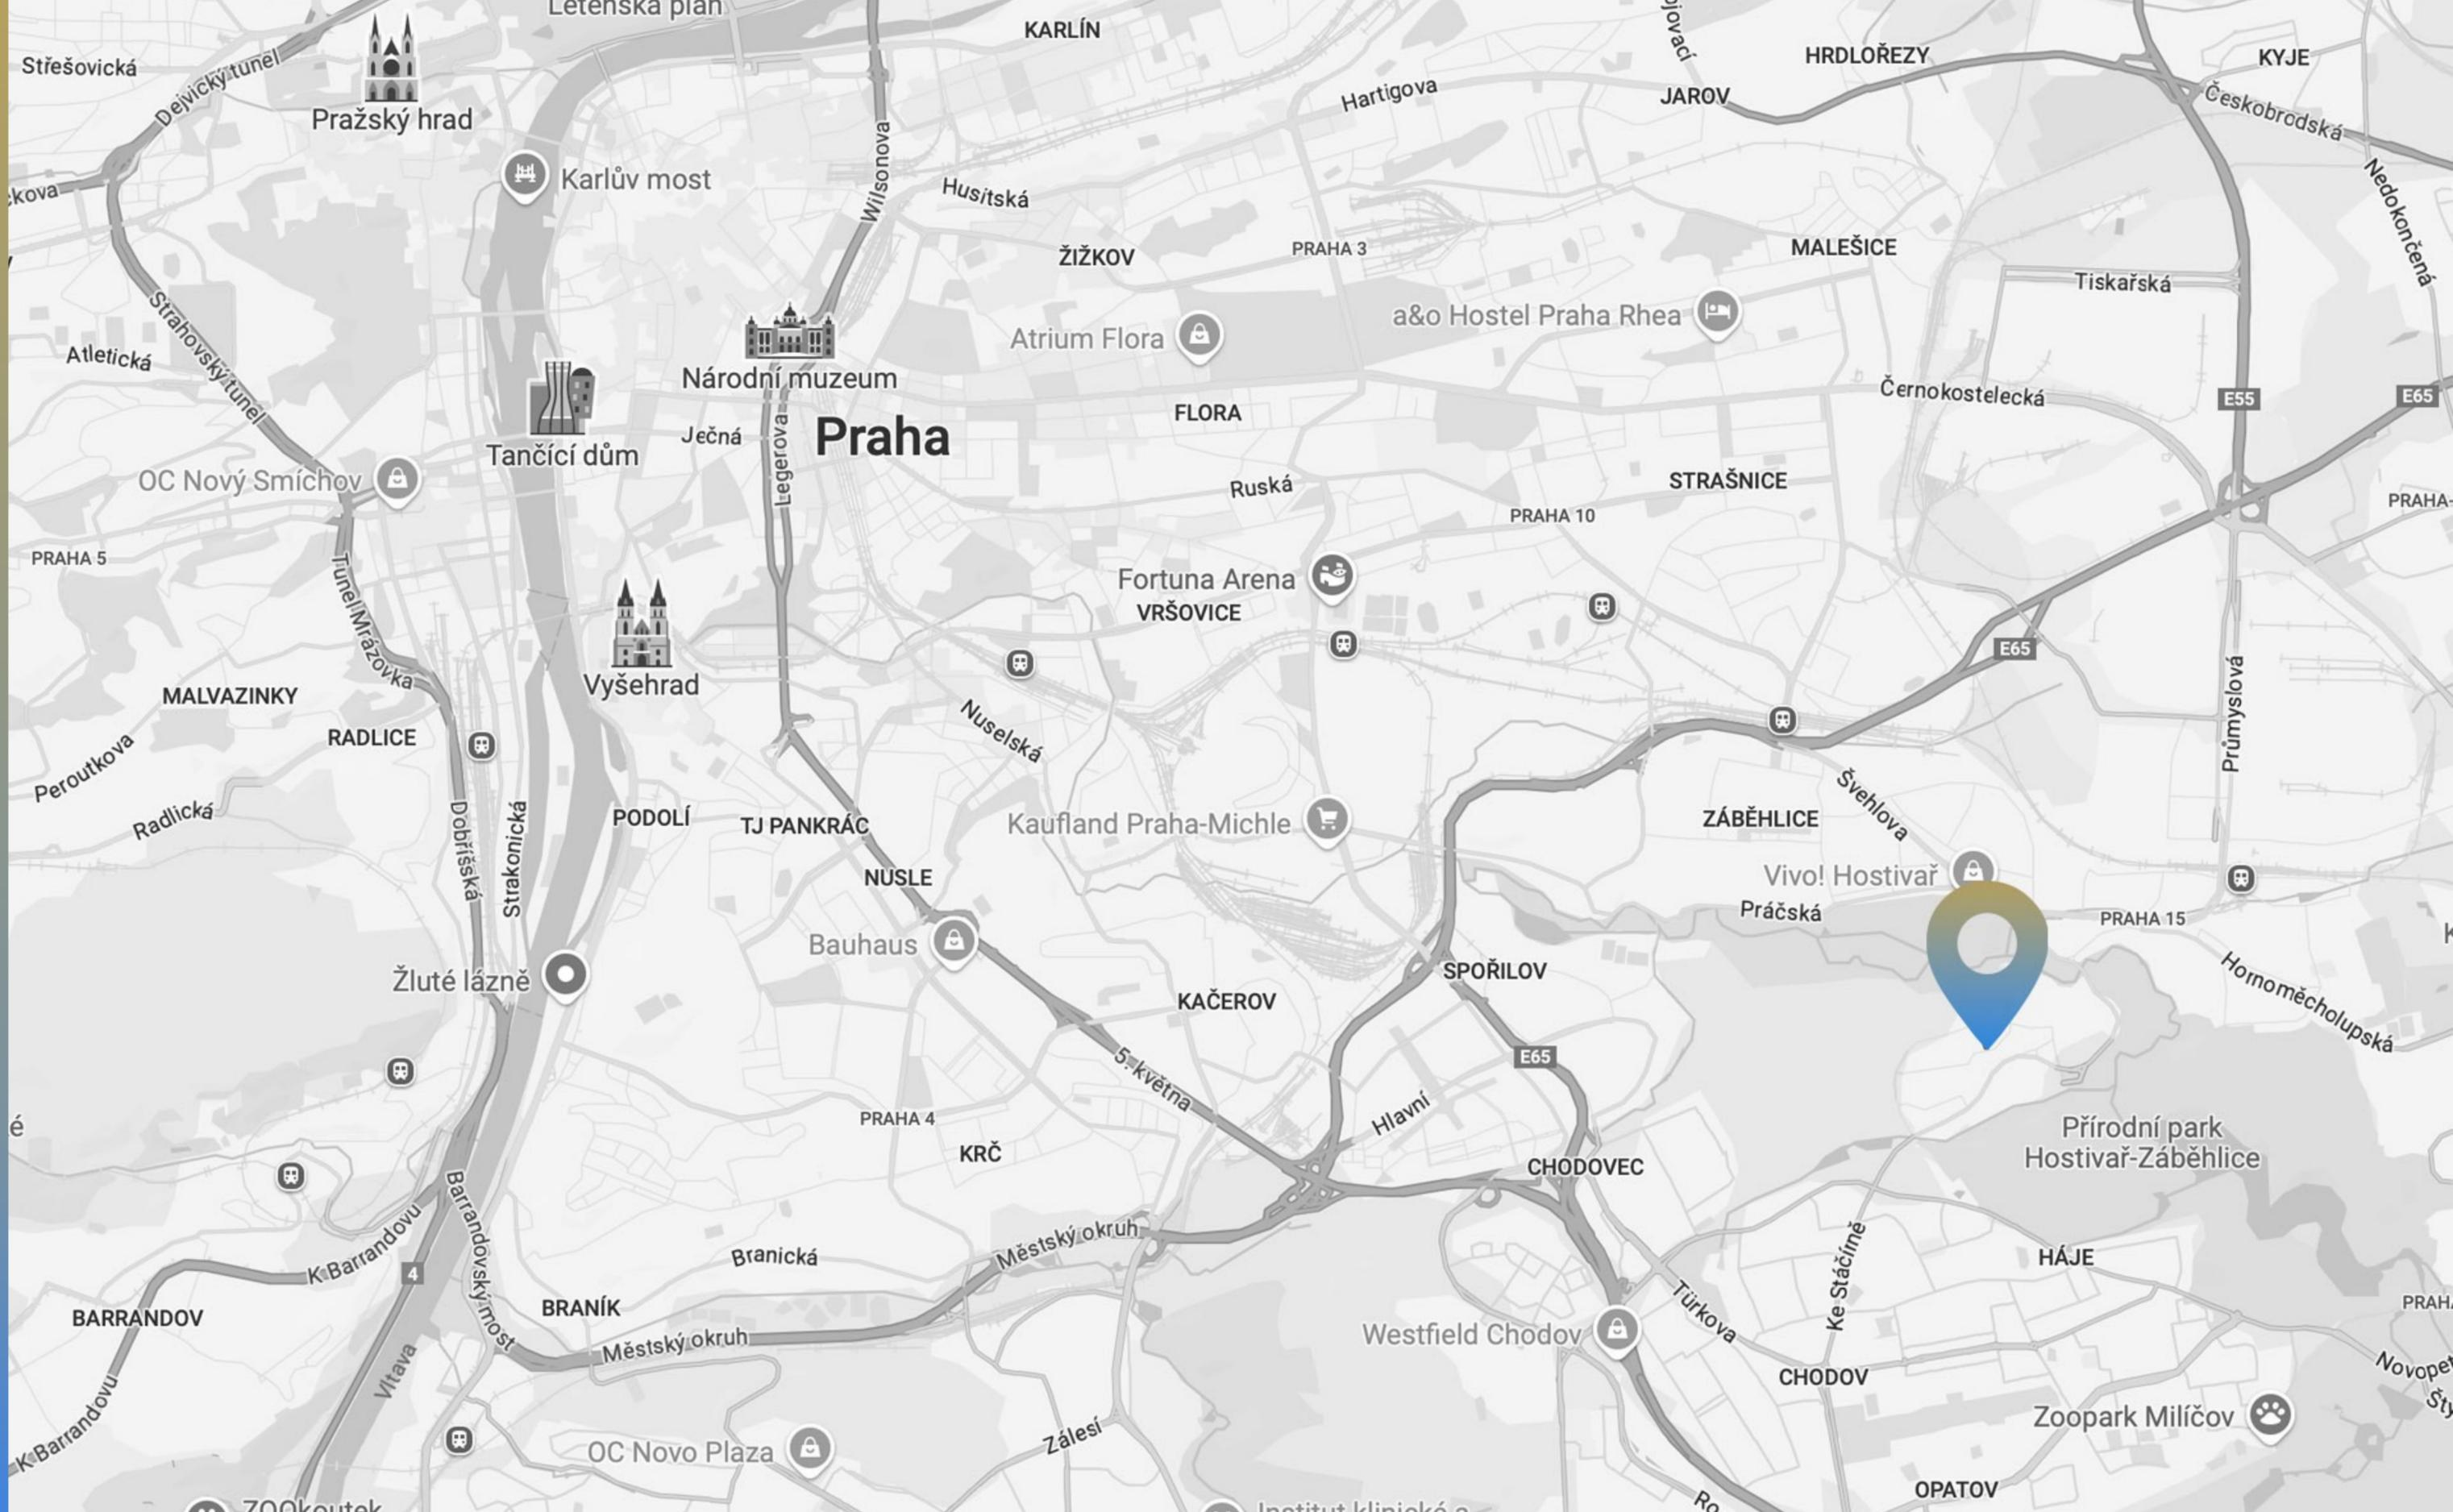 Letenská pláň
KARLÍN
HRDLOŘEZY
KYJE
Střešovická
Dejvický tunel
Pražský hrad
Hartigova
JAROV
Českobrodská
Karlův most
Wilsonova
Husitská
Nedokončená
ŽIŽKOV
PRAHA 3
MALEŠICE
Tiskařská
Strahovský tunel
Atletická
Národní muzeum
Atrium Flora
a&o Hostel Praha Rhea
Černokostelecká
E55
E65
Tančící dům
Ječná
Legerova
Praha
FLORA
OC Nový Smíchov
Ruská
STRAŠNICE
PRAHA 10
PRAHA-
PRAHA 5
Tunel Mrázovka
Fortuna Arena
VRŠOVICE
E65
Vyšehrad
MALVAZINKY
RADLICE
Nuselská
Průmyslová
Peroutkova
Radlická
Dobříšská
Strakonická
PODOLÍ
TJ PANKRÁC
Kaufland Praha-Michle
ZÁBĚHLICE
Švehlova
NUSLE
Vivo! Hostivař
Práčská
PRAHA 15
Bauhaus
Žluté lázně
SPOŘILOV
KAČEROV
Hornoměcholupská
E65
5. května
PRAHA 4
Hlavní
KRČ
Přírodní park
Hostivař-Záběhlice
CHODOVEC
Barrandovský most
K Barrandovu
4
Branická
Městský okruh
Ke Stáčírně
HÁJE
BARRANDOV
BRANÍK
Městský okruh
Türkova
Westfield Chodov
Vltava
CHODOV
K Barrandovu
Zoopark Milíčov
OC Novo Plaza
Zálesí
OPATOV
ZOOkoutek